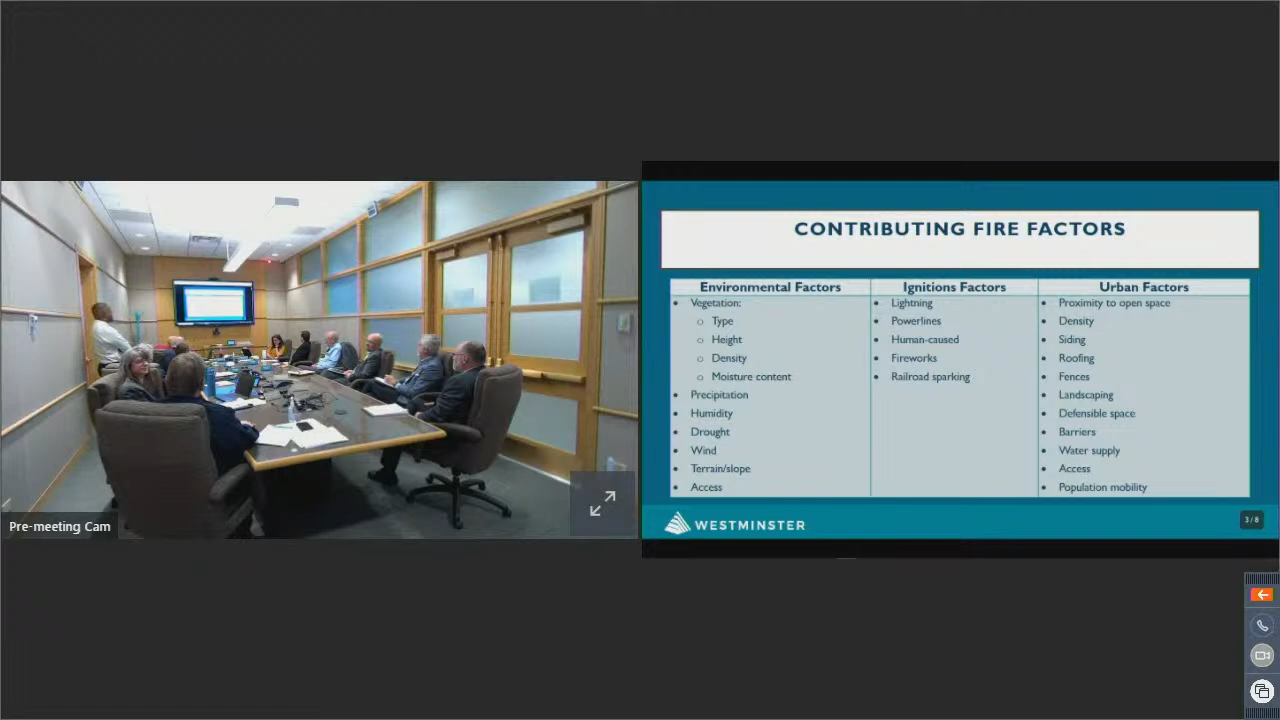 Pre-meeting Cam
CONTRIBUTING FIRE FACTORS
Environmental Factors
• Vegetation:
o Type
o Height
o Density
o Moisture content
• Precipitation
• Humidity
• Drought
• Wind
• Terrain/slope
• Access
Ignitions Factors
• Lightning
• Powerlines
• Human-caused
• Fireworks
• Railroad sparking
Urban Factors
• Proximity to open space
• Density
• Siding
• Roofing
• Fences
• Landscaping
• Defensible space
• Barriers
• Water supply
• Access
• Population mobility
WESTMINSTER
3/8